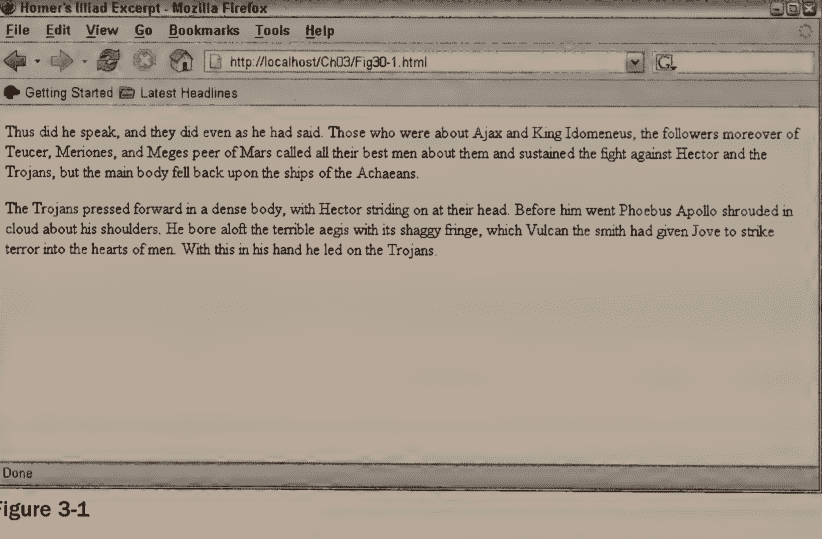 Homer's Illiad Excerpt - Mozilla Firefox
File Edit View Go Bookmarks Tools Help
http://localhost/Ch03/Fig30-1.html
Getting Started Latest Headlines
Thus did he speak, and they did even as he had said. Those who were about Ajax and King Idomeneus, the followers moreover of
Teucer, Meriones, and Meges peer of Mars called all their best men about them and sustained the fight against Hector and the
Trojans, but the main body fell back upon the ships of the Achaeans.
The Trojans pressed forward in a dense body, with Hector striding on at their head. Before him went Phoebus Apollo shrouded in
cloud about his shoulders. He bore aloft the terrible aegis with its shaggy fringe, which Vulcan the smith had given Jove to strike
terror into the hearts of men. With this in his hand he led on the Trojans.
Done
igure 3-1